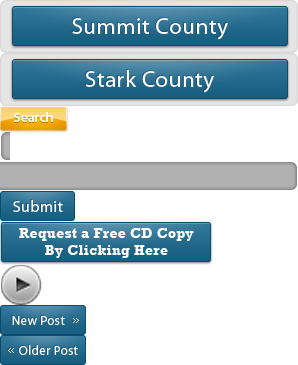 Summit County
Stark County
Search
Submit
Request a Free CD Copy
By Clicking Here
New Post »
« Older Post